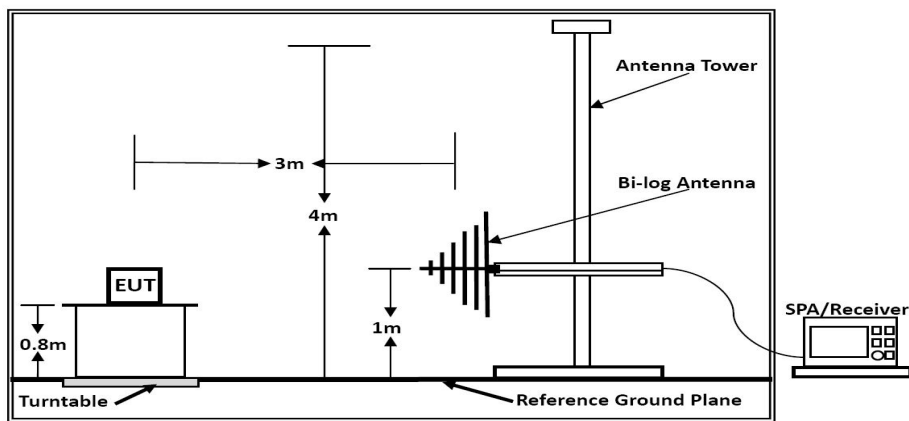 Antenna Tower
3m
Bi-log Antenna
4m
EUT
SPA/Receiver
0.8m
1m
Turntable
Reference Ground Plane